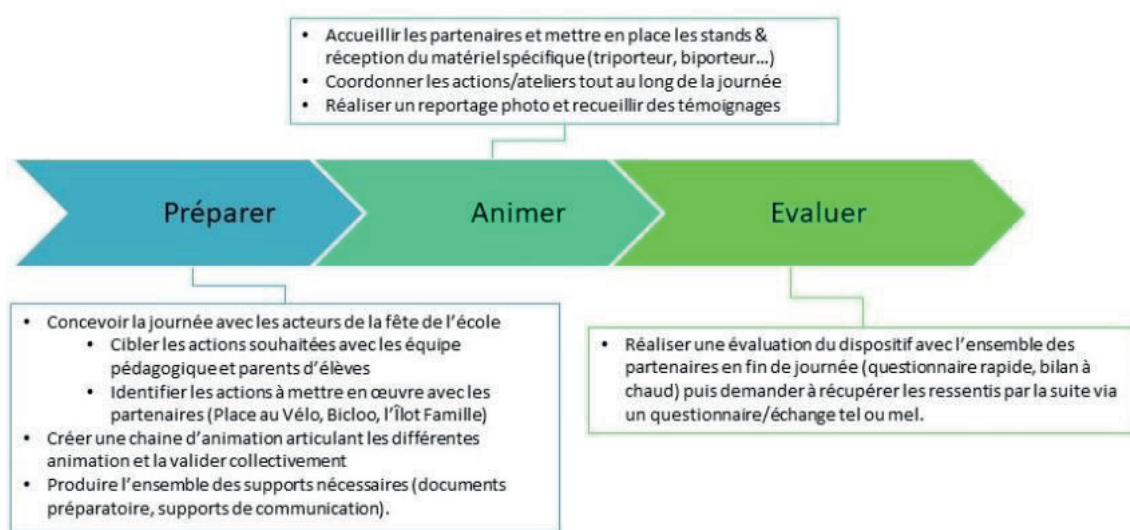 • Accueillir les partenaires et mettre en place les stands &
réception du matériel spécifique (triporteur, biporteur...)
• Coordonner les actions/ateliers tout au long de la journée
• Réaliser un reportage photo et recueillir des témoignages
Préparer
Animer
Evaluer
• Concevoir la journée avec les acteurs de la fête de l'école
• Cibler les actions souhaitées avec les équipe
pédagogique et parents d'élèves
• Identifier les actions à mettre en œuvre avec les
partenaires (Place au Vélo, Bicloo, l'Îlot Famille)
• Créer une chaine d'animation articulant les différentes
animation et la valider collectivement
• Produire l'ensemble des supports nécessaires (documents
préparatoire, supports de communication).
• Réaliser une évaluation du dispositif avec l'ensemble des
partenaires en fin de journée (questionnaire rapide, bilan à
chaud) puis demander à récupérer les ressentis par la suite via
un questionnaire/échange tel ou mel.